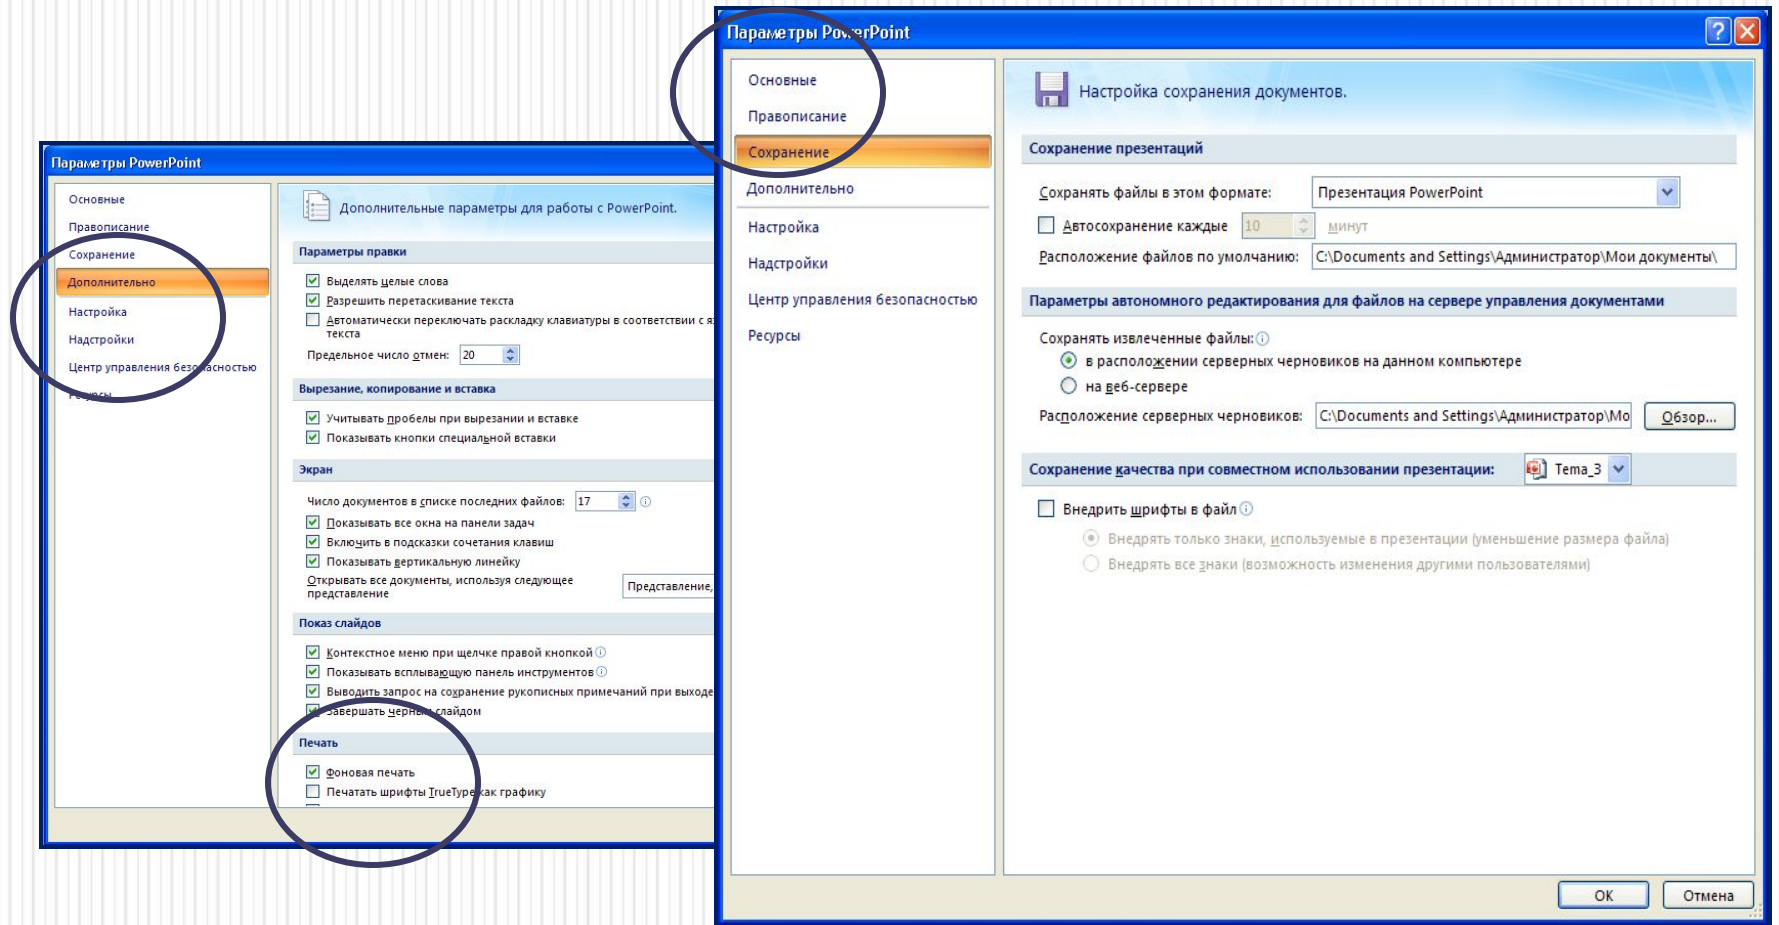 Параметры PowerPoint
Основные
Правописание
Сохранение
Дополнительно
Настройка
Надстройки
Центр управления безопасностью
Ресурсы
Дополнительные параметры для работы с PowerPoint.
Параметры правки
Выделять целые слова
Разрешить перетаскивание текста
Автоматически переключать раскладку клавиатуры в соответствии с я
текста
Предельное число отмен: 20
Вырезание, копирование и вставка
Учитывать пробелы при вырезании и вставке
Показывать кнопки специальной вставки
Экран
Число документов в списке последних файлов: 17
Показывать все окна на панели задач
Включить в подсказки сочетания клавиш
Показывать вертикальную линейку
Открывать все документы, используя следующее
представление
Представление,
Показ слайдов
Контекстное меню при щелчке правой кнопкой
Показывать всплывающую панель инструментов
Выводить запрос на сохранение рукописных примечаний при выходе
Завершать черным слайдом
Печать
Фоновая печать
Печатать шрифты TrueType как графику
Параметры PowerPoint
Основные
Правописание
Сохранение
Дополнительно
Настройка
Надстройки
Центр управления безопасностью
Ресурсы
Настройка сохранения документов.
Сохранение презентаций
Сохранять файлы в этом формате: Презентация PowerPoint
Автосохранение каждые 10 минут
Расположение файлов по умолчанию: C:\Documents and Settings\Администратор\Мои документы\
Параметры автономного редактирования для файлов на сервере управления документами
Сохранять извлеченные файлы:
в расположении серверных черновиков на данном компьютере
на веб-сервере
Расположение серверных черновиков: C:\Documents and Settings\Администратор\Мо Обзор...
Сохранение качества при совместном использовании презентации: Tema_3
Внедрить шрифты в файл
Внедрять только знаки, используемые в презентации (уменьшение размера файла)
Внедрять все знаки (возможность изменения другими пользователями)
ОК Отмена